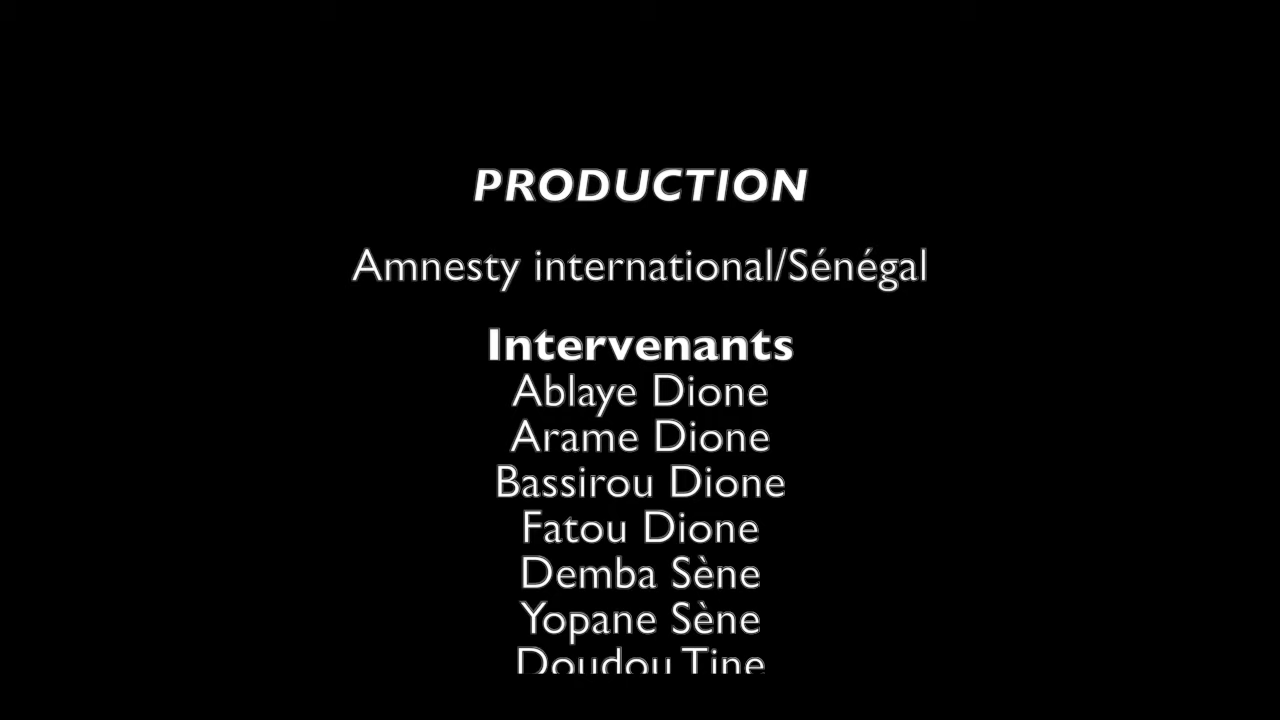 PRODUCTION
Amnesty international/Sénégal
Intervenants
Ablaye Dione
Arame Dione
Bassirou Dione
Fatou Dione
Demba Sène
Yopane Sène
Doudou Tine